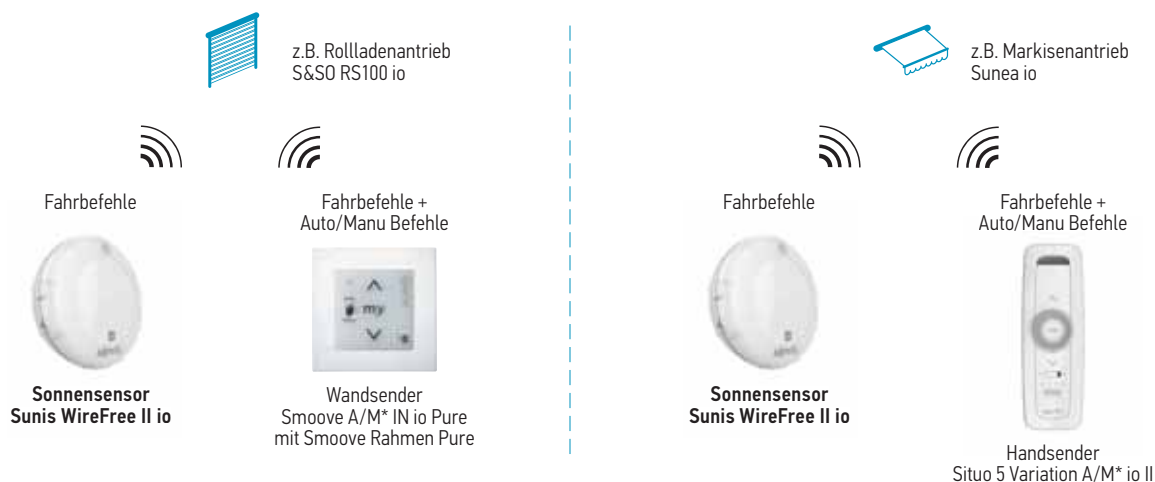 z.B. Rollladenantrieb
S&SO RS100 io
Fahrbefehle
Fahrbefehle +
Auto/Manu Befehle
my
Sonnensensor
Sunis WireFree II io
Wandsender
Smoove A/M* IN io Pure
mit Smoove Rahmen Pure
z.B. Markisenantrieb
Sunea io
Fahrbefehle
Fahrbefehle +
Auto/Manu Befehle
Sonnensensor
Sunis WireFree II io
Handsender
Situo 5 Variation A/M* io II